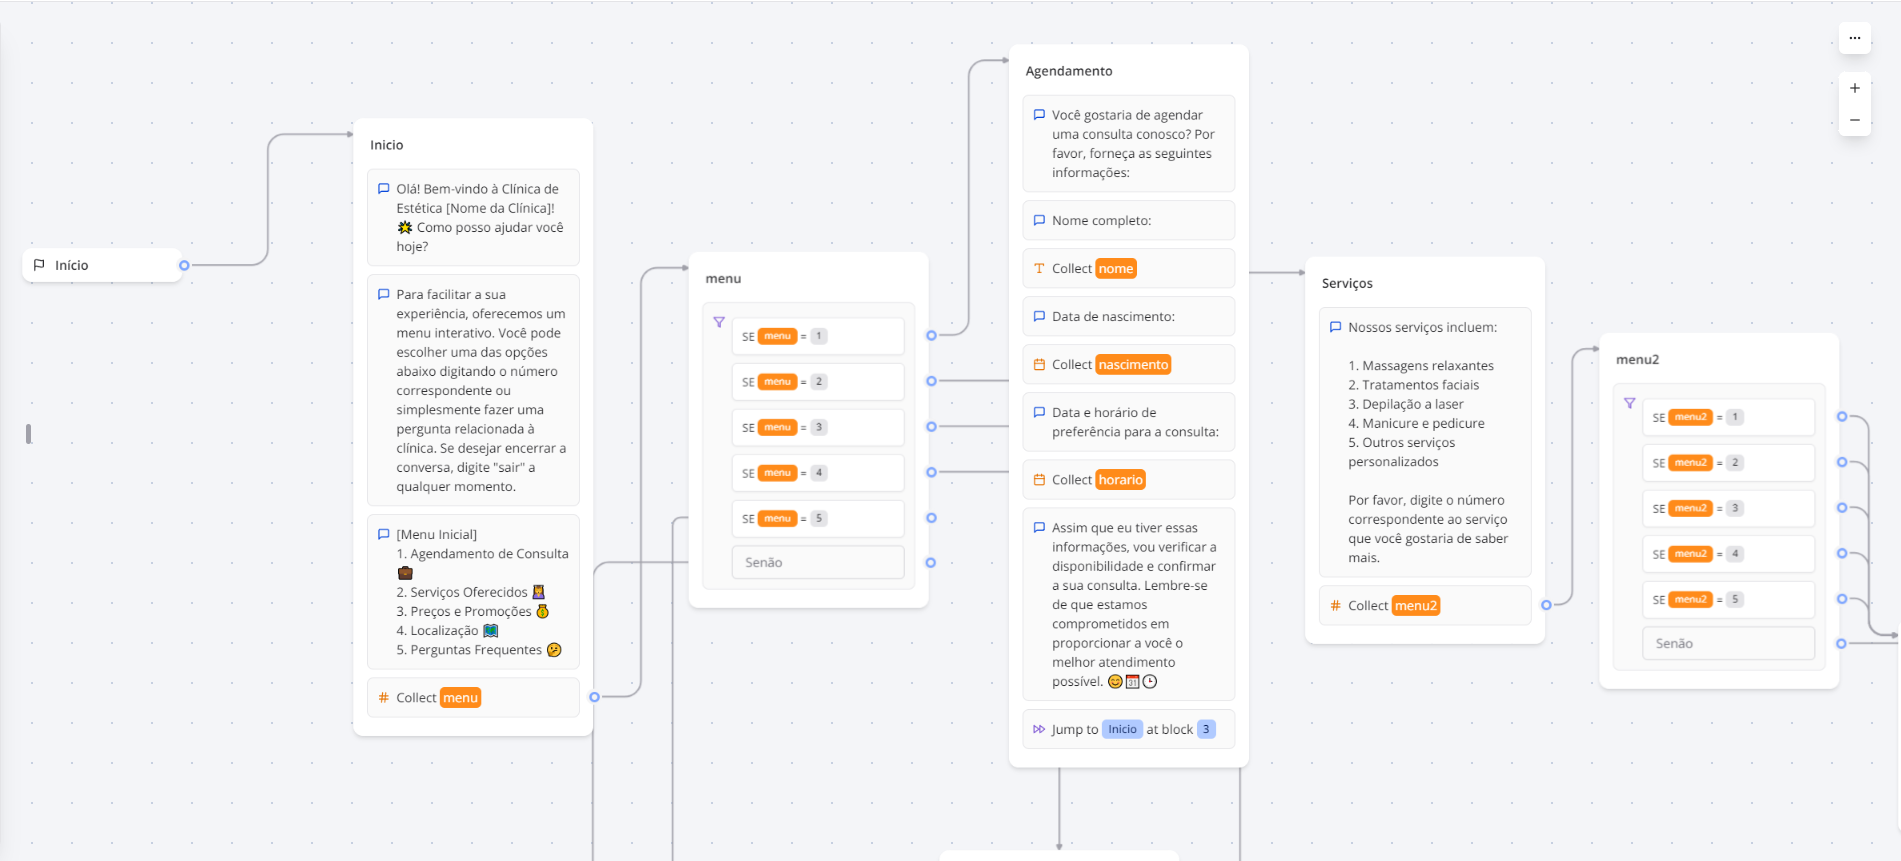 Início
Inicio
Olá! Bem-vindo à Clínica de
Estética [Nome da Clínica]!
🌟 Como posso ajudar você
hoje?
Para facilitar a sua
experiência, oferecemos um
menu interativo. Você pode
escolher uma das opções
abaixo digitando o número
correspondente ou
simplesmente fazer uma
pergunta relacionada à
clínica. Se desejar encerrar a
conversa, digite "sair" a
qualquer momento.
[Menu Inicial]
1. Agendamento de Consulta
💼
2. Serviços Oferecidos 💆
3. Preços e Promoções 💰
4. Localização 🗺️
5. Perguntas Frequentes 🤔
Collect menu
menu
SE menu = 1
SE menu = 2
SE menu = 3
SE menu = 4
SE menu = 5
Senão
Agendamento
Você gostaria de agendar
uma consulta conosco? Por
favor, forneça as seguintes
informações:
Nome completo:
Collect nome
Data de nascimento:
Collect nascimento
Data e horário de
preferência para a consulta:
Collect horario
Assim que eu tiver essas
informações, vou verificar a
disponibilidade e confirmar
a sua consulta. Lembre-se
de que estamos
comprometidos em
proporcionar a você o
melhor atendimento
possível. 😊📅🕒
Jump to Inicio at block 3
Serviços
Nossos serviços incluem:
1. Massagens relaxantes
2. Tratamentos faciais
3. Depilação a laser
4. Manicure e pedicure
5. Outros serviços
personalizados
Por favor, digite o número
correspondente ao serviço
que você gostaria de saber
mais.
Collect menu2
menu2
SE menu2 = 1
SE menu2 = 2
SE menu2 = 3
SE menu2 = 4
SE menu2 = 5
Senão